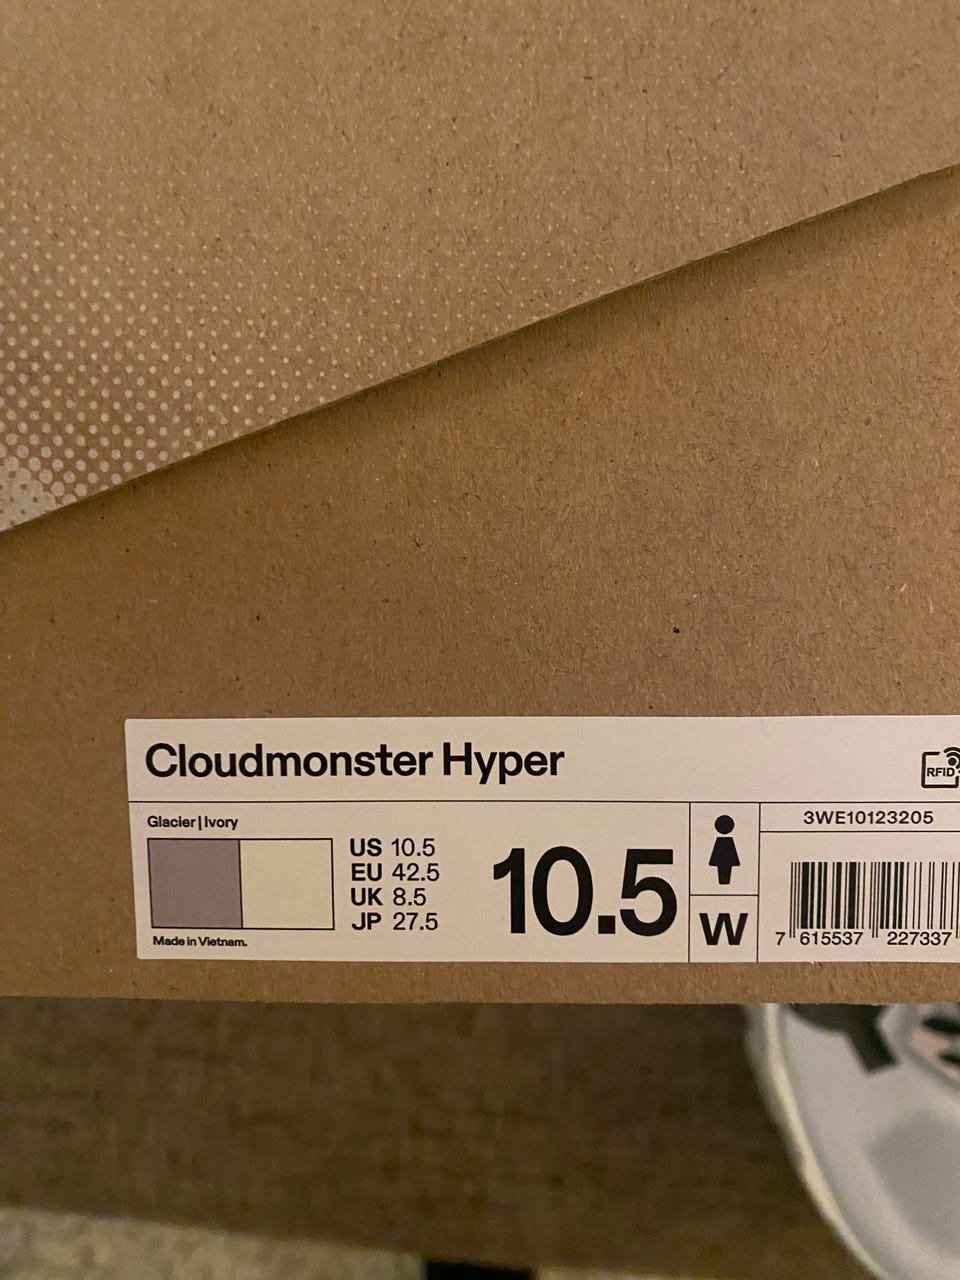 Cloudmonster Hyper
RFID
Glacier | Ivory
US 10.5
EU 42.5
UK 8.5
JP 27.5
10.5
W
3WE10123205
7 615537 227337
Made in Vietnam.